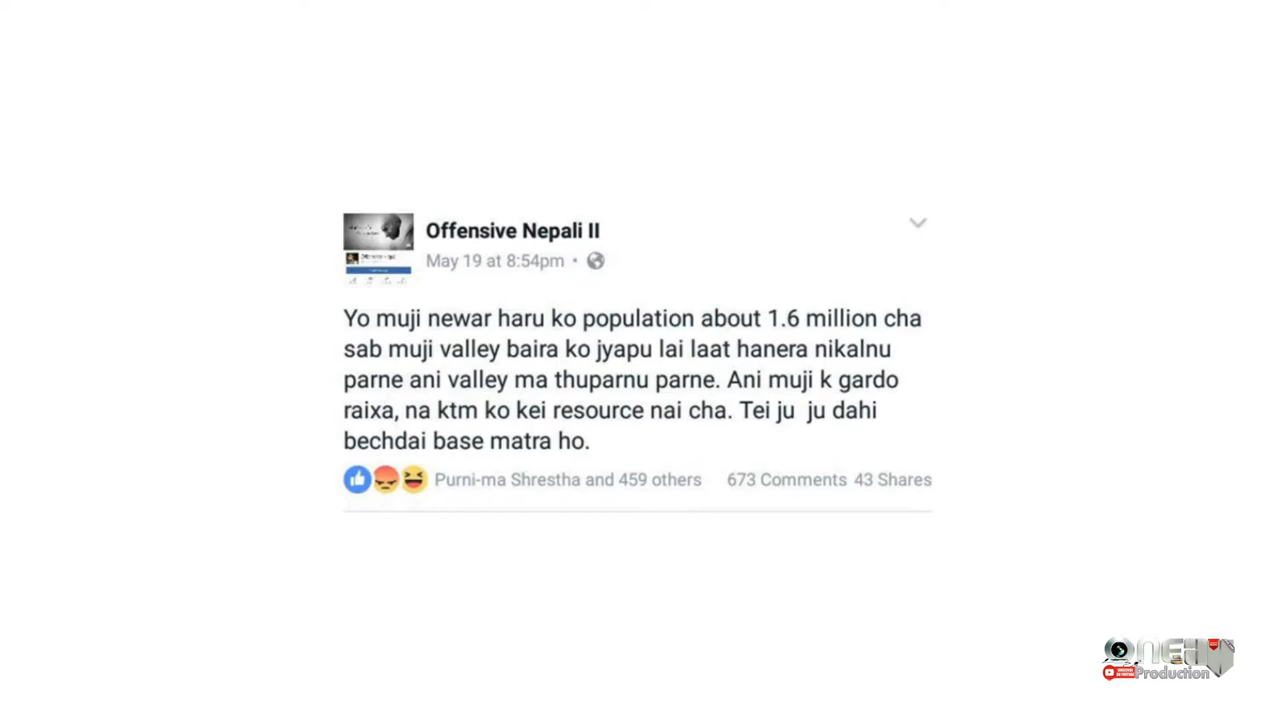 Offensive Nepali II
May 19 at 8:54pm ·
Yo muji newar haru ko population about 1.6 million cha
sab muji valley baira ko jyapu lai laat hanera nikalnu
parne ani valley ma thuparnu parne. Ani muji k gardo
raixa, na ktm ko kei resource nai cha. Tei ju ju dahi
bechdai base matra ho.
Purni-ma Shrestha and 459 others 673 Comments 43 Shares
Production